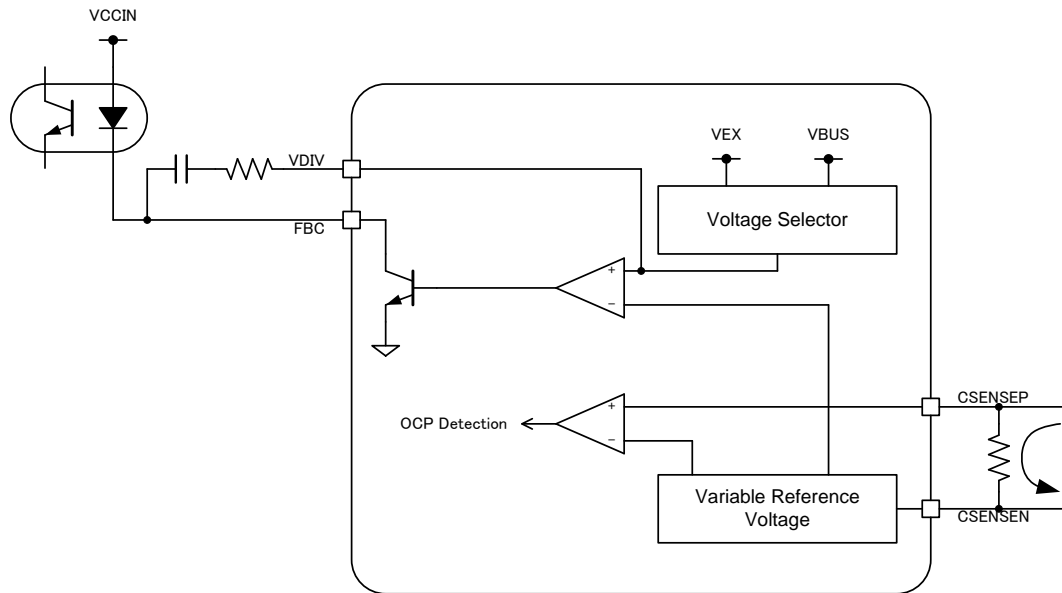 VCCIN
VEX
VBUS
VDIV
Voltage Selector
FBC
+
−
CSENSEP
+
OCP Detection
−
Variable Reference
Voltage
CSENSEN